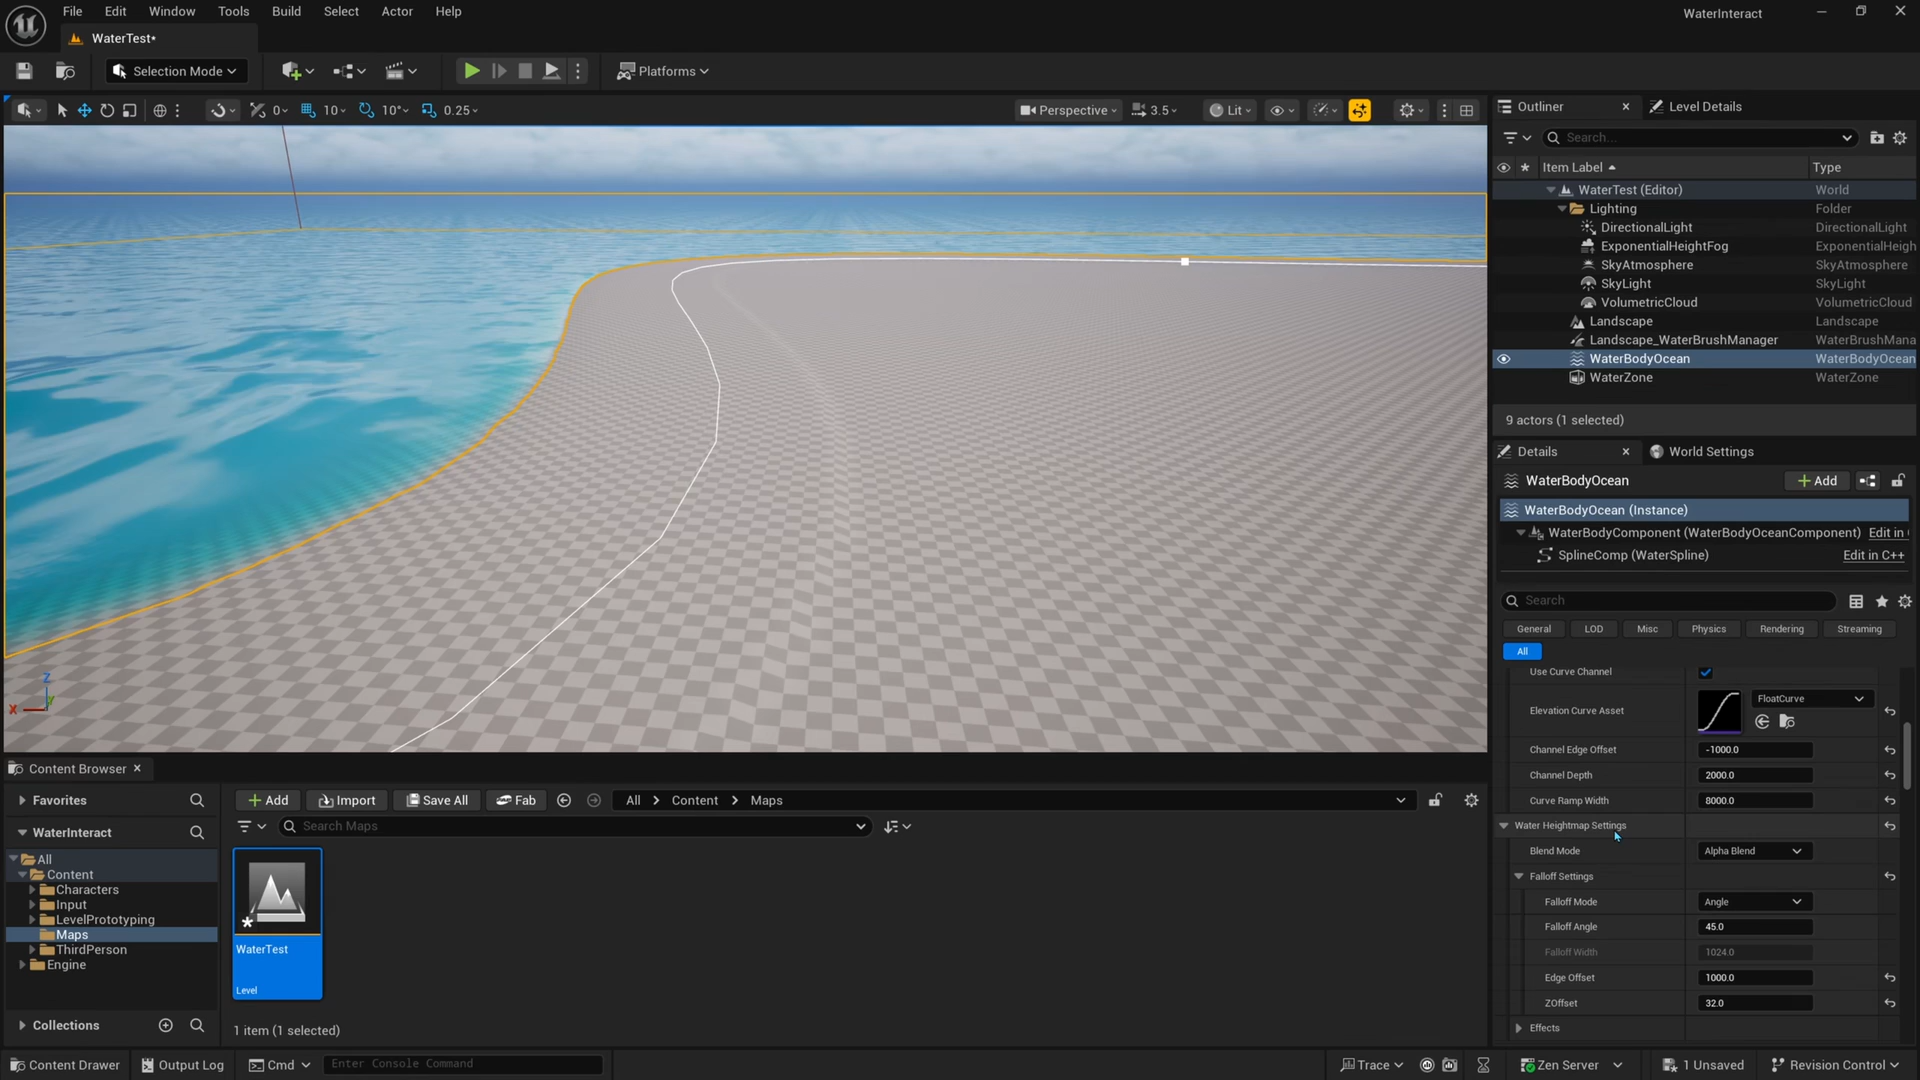 File Edit Window Tools Build Select Actor Help
WaterInteract
WaterTest*
Selection Mode
Platforms
0 10 10° 0.25
Perspective 3.5 Lit
Z
X
Y
Outliner Level Details
Search...
Item Label Type
WaterTest (Editor) World
Lighting Folder
DirectionalLight DirectionalLight
ExponentialHeightFog ExponentialHeigh
SkyAtmosphere SkyAtmosphere
SkyLight SkyLight
VolumetricCloud VolumetricCloud
Landscape Landscape
Landscape_WaterBrushManager WaterBrushMana
WaterBodyOcean WaterBodyOcean
WaterZone WaterZone
9 actors (1 selected)
Details World Settings
WaterBodyOcean Add
WaterBodyOcean (Instance)
WaterBodyComponent (WaterBodyOceanComponent) Edit in
SplineComp (WaterSpline) Edit in C++
Search
General LOD Misc Physics Rendering Streaming
All
Use Curve Channel
Elevation Curve Asset FloatCurve
Channel Edge Offset -1000.0
Channel Depth 2000.0
Curve Ramp Width 8000.0
Water Heightmap Settings
Blend Mode Alpha Blend
Falloff Settings
Falloff Mode Angle
Falloff Angle 45.0
Falloff Width 1024.0
Edge Offset 1000.0
ZOffset 32.0
Effects
Content Browser
Favorites
WaterInteract
All
Content
Characters
Input
LevelPrototyping
Maps
ThirdPerson
Engine
Collections
Add Import Save All Fab All Content Maps
Search Maps
WaterTest
Level
1 item (1 selected)
Content Drawer Output Log Cmd Enter Console Command Trace Zen Server 1 Unsaved Revision Control